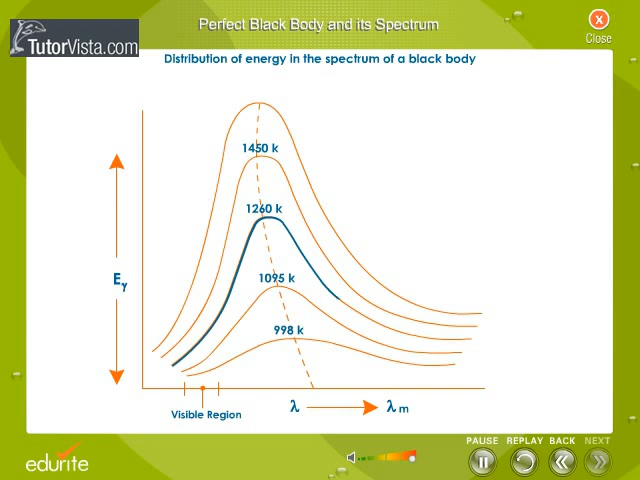 Perfect Black Body and its Spectrum
X
Close
TutorVista.com
Distribution of energy in the spectrum of a black body
1450 k
1260 k
1095 k
998 k
Eγ
λ
λ m
Visible Region
PAUSE REPLAY BACK NEXT
edurite